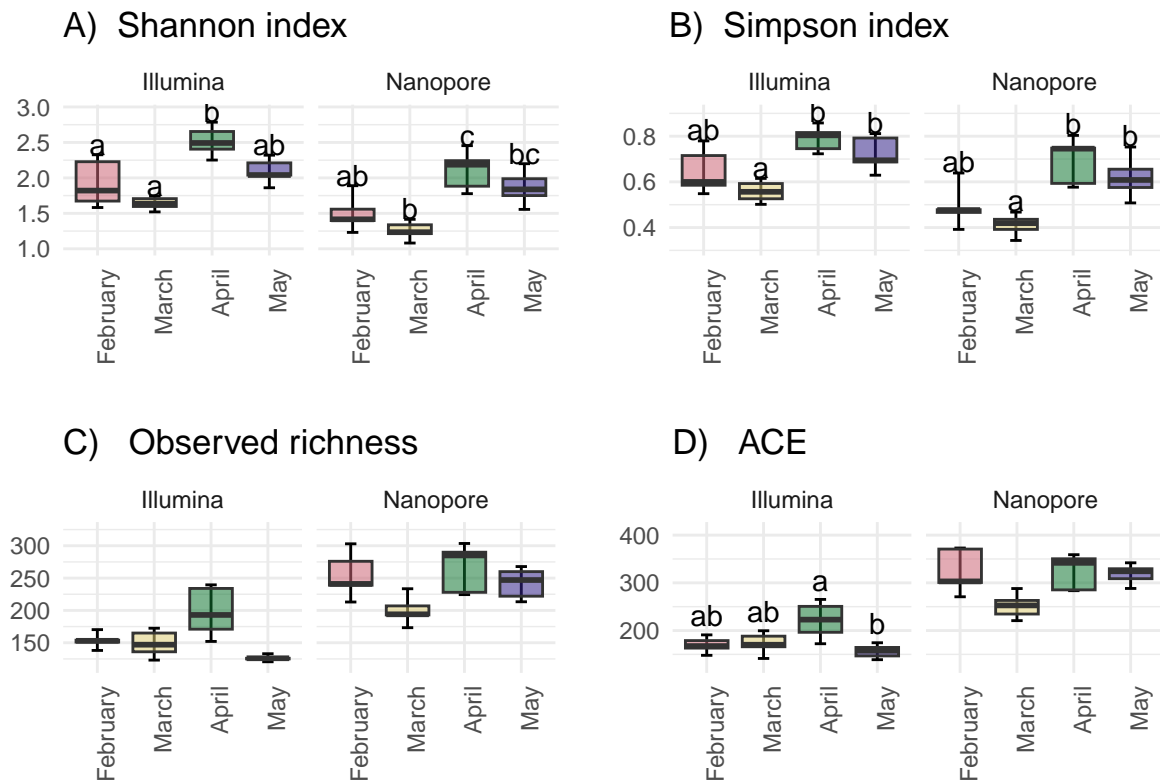 A) Shannon index
Illumina
Nanopore
3.0
2.5
2.0
1.5
1.0
a
a
b
ab
ab
b
c
bc
February
March
April
May
February
March
April
May
B) Simpson index
Illumina
Nanopore
0.8
0.6
0.4
ab
a
b
b
ab
a
b
b
February
March
April
May
February
March
April
May
C) Observed richness
Illumina
Nanopore
300
250
200
150
February
March
April
May
February
March
April
May
D) ACE
Illumina
Nanopore
400
300
200
ab
ab
a
b
February
March
April
May
February
March
April
May